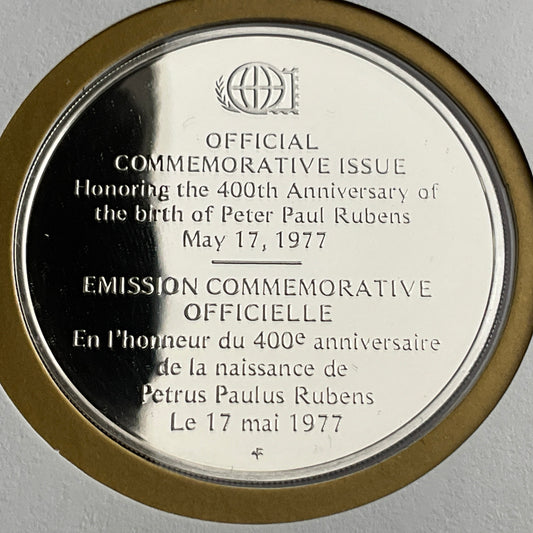 OFFICIAL
COMMEMORATIVE ISSUE
Honoring the 400th Anniversary of
the birth of Peter Paul Rubens
May 17, 1977
EMISSION COMMEMORATIVE
OFFICIELLE
En l'honneur du 400e anniversaire
de la naissance de
Petrus Paulus Rubens
Le 17 mai 1977